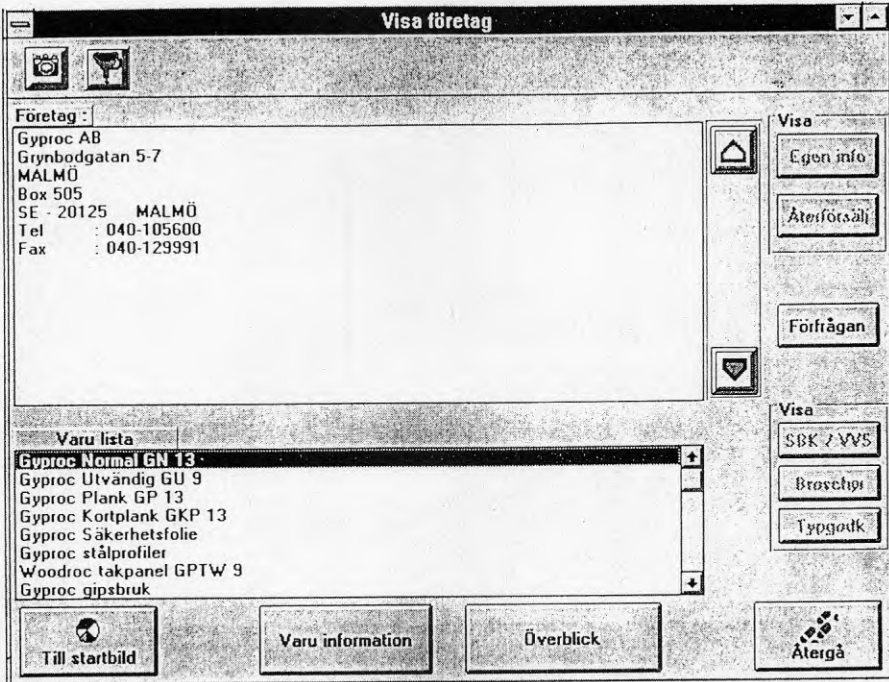 Visa företag
Företag :
Gyproc AB
Grynbodgatan 5-7
MALMÖ
Box 505
SE - 20125 MALMÖ
Tel : 040-105600
Fax : 040-129991
Visa
Egen info
Återförsälj
Förfrågan
Varu lista
Gyproc Normal GN 13
Gyproc Utvändig GU 9
Gyproc Plank GP 13
Gyproc Kortplank GKP 13
Gyproc Säkerhetsfolie
Gyproc stålprofiler
Woodroc takpanel GPTW 9
Gyproc gipsbruk
Visa
SBK / VVS
Broschyr
Typgodk
Till startbild
Varu information
Överblick
Återgå